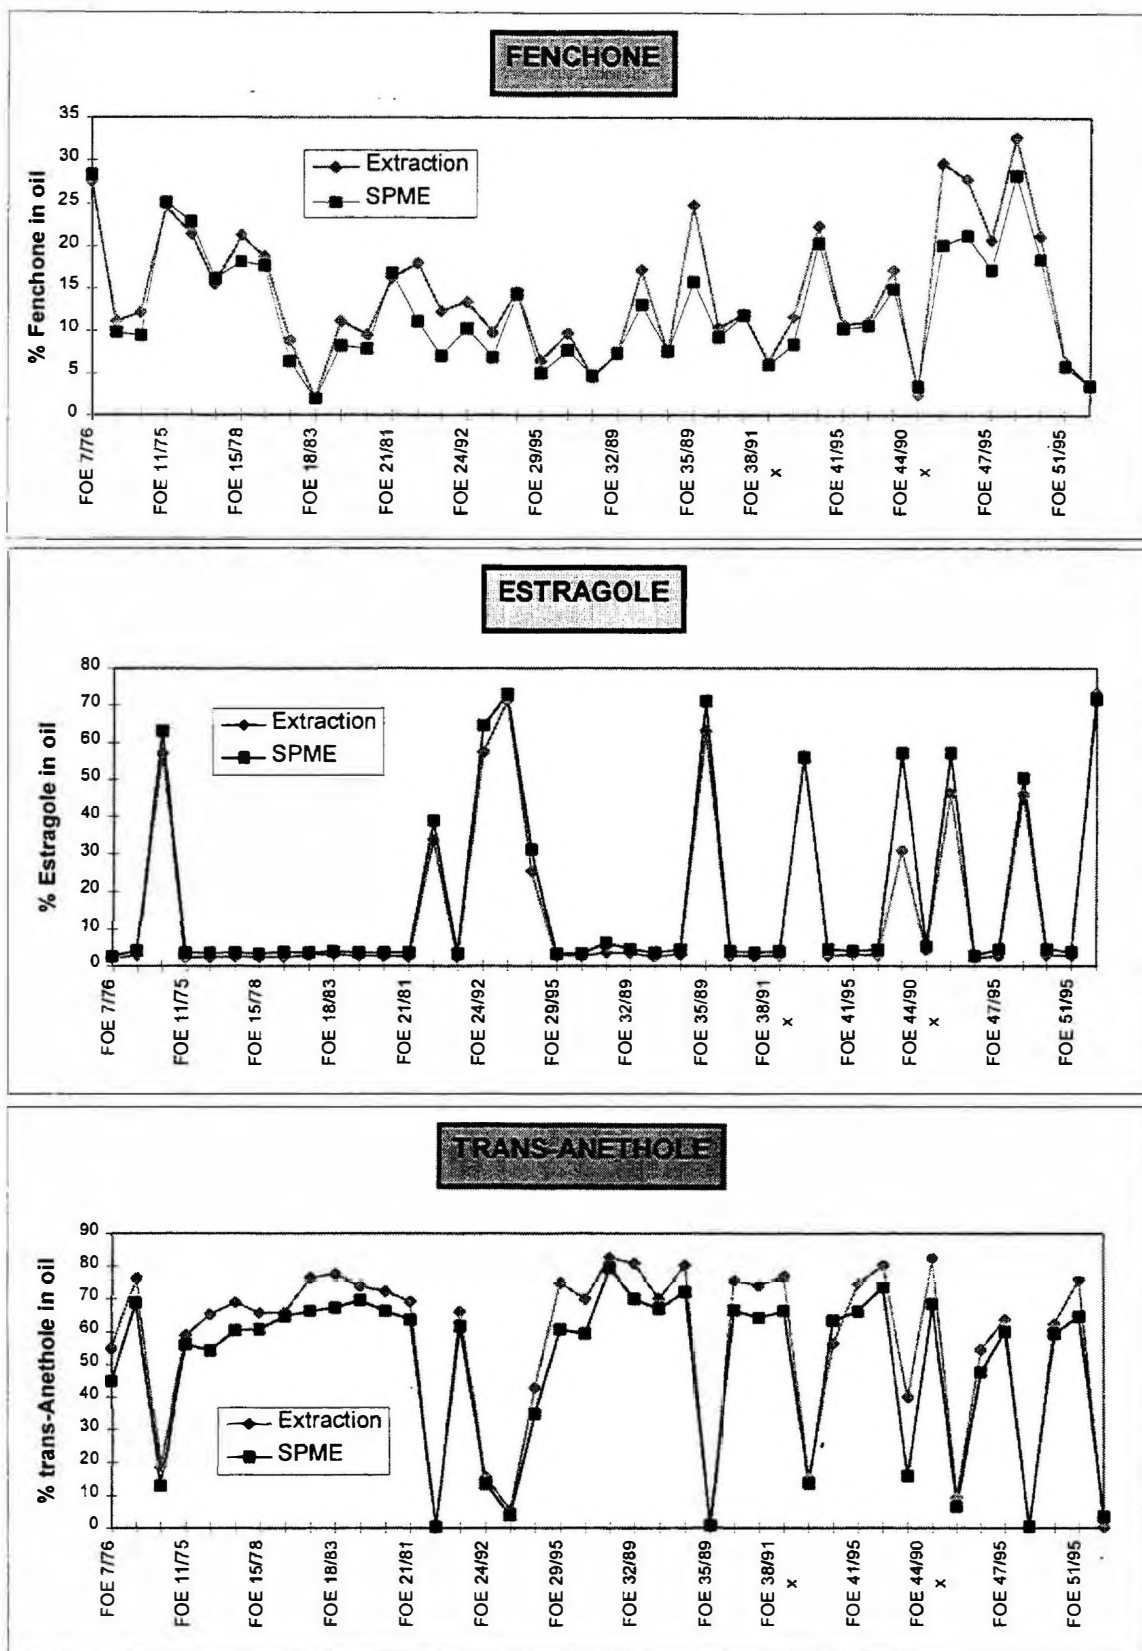 FENCHONE
% Fenchone in oil
35
30
25
20
15
10
5
0
Extraction
SPME
FOE 7/76
FOE 11/75
FOE 15/78
FOE 18/83
FOE 21/81
FOE 24/92
FOE 29/95
FOE 32/89
FOE 35/89
FOE 38/91
x
FOE 41/95
FOE 44/90
x
FOE 47/95
FOE 51/95
ESTRAGOLE
% Estragole in oil
80
70
60
50
40
30
20
10
0
Extraction
SPME
FOE 7/76
FOE 11/75
FOE 15/78
FOE 18/83
FOE 21/81
FOE 24/92
FOE 29/95
FOE 32/89
FOE 35/89
FOE 38/91
x
FOE 41/95
FOE 44/90
x
FOE 47/95
FOE 51/95
TRANS-ANETHOLE
% trans-Anethole in oil
90
80
70
60
50
40
30
20
10
0
Extraction
SPME
FOE 7/76
FOE 11/75
FOE 15/78
FOE 18/83
FOE 21/81
FOE 24/92
FOE 29/95
FOE 32/89
FOE 35/89
FOE 38/91
x
FOE 41/95
FOE 44/90
x
FOE 47/95
FOE 51/95